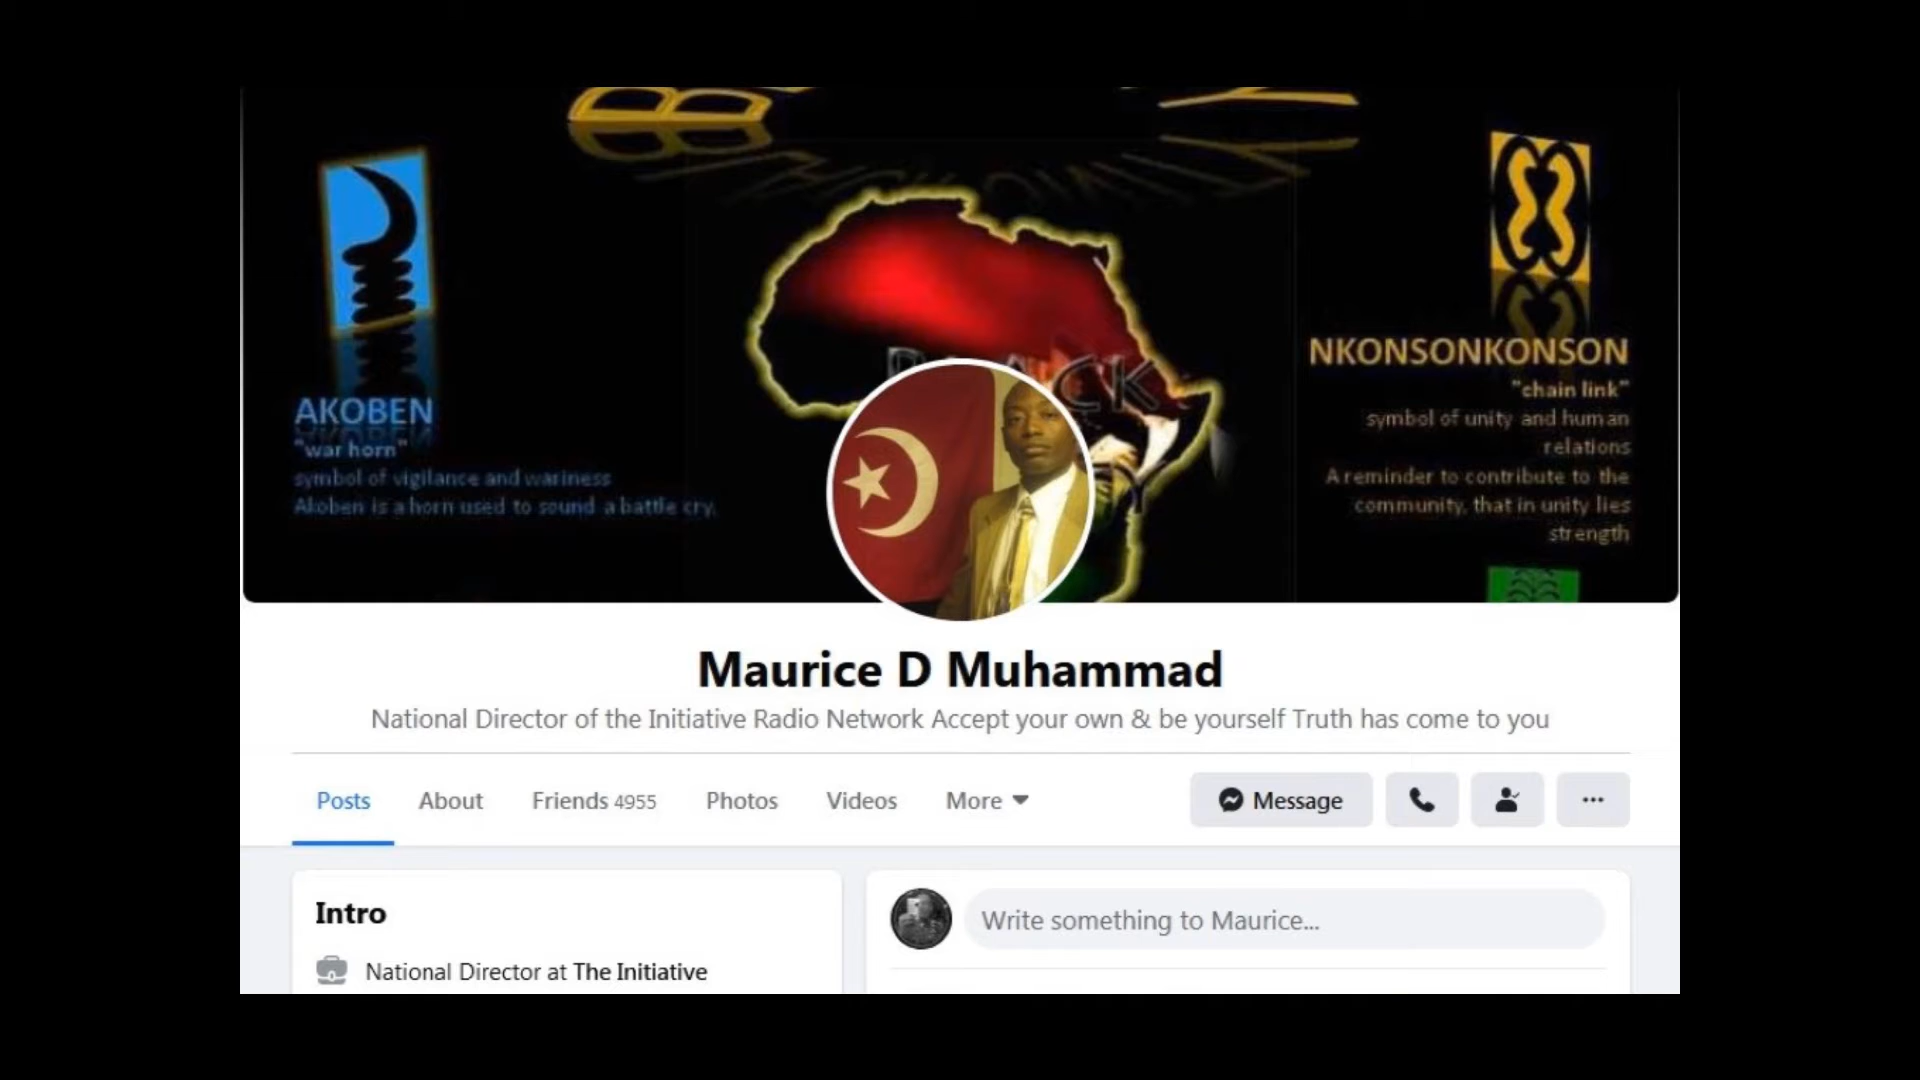 AKOBEN
"war horn"
symbol of vigilance and wariness
Akoben is a horn used to sound a battle cry.
BLACK
NKONSONKONSON
"chain link"
symbol of unity and human
relations
A reminder to contribute to the
community, that in unity lies
strength
Maurice D Muhammad
National Director of the Initiative Radio Network Accept your own & be yourself Truth has come to you
Posts
About
Friends 4955
Photos
Videos
More
Message
Intro
National Director at The Initiative
Write something to Maurice...